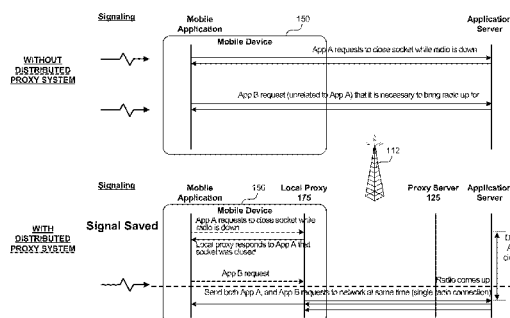 Signaling
Mobile
Application
150
Application
Server
Mobile Device
App A requests to close socket while radio is down
WITHOUT
DISTRIBUTED
PROXY SYSTEM
App B request (unrelated to App A) that it is necessary to bring radio up for
112
Signaling
Mobile
Application
150
Local Proxy
175
Proxy Server
125
Application
Server
Mobile Device
Signal Saved
App A requests to close socket while
radio is down
WITH
DISTRIBUTED
PROXY SYSTEM
Local proxy responds to App A that
socket was closed
App B request
Radio comes up
Send both App A, and App B requests to network at same time (single radio connection)